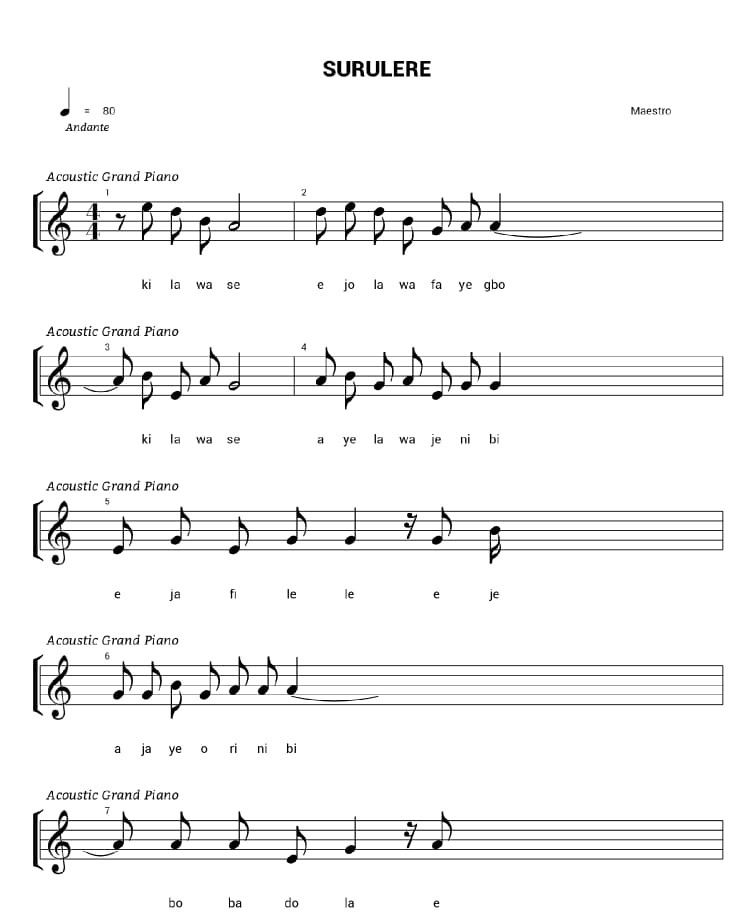 SURULERE
= 80
Maestro
Andante
Acoustic Grand Piano
1 2
4
4
ki la wa se e jo la wa fa ye gbo
Acoustic Grand Piano
3 4
ki la wa se a ye la wa je ni bi
Acoustic Grand Piano
5
e ja fi le le e je
Acoustic Grand Piano
6
a ja ye o ri ni bi
Acoustic Grand Piano
7
bo ba do la e